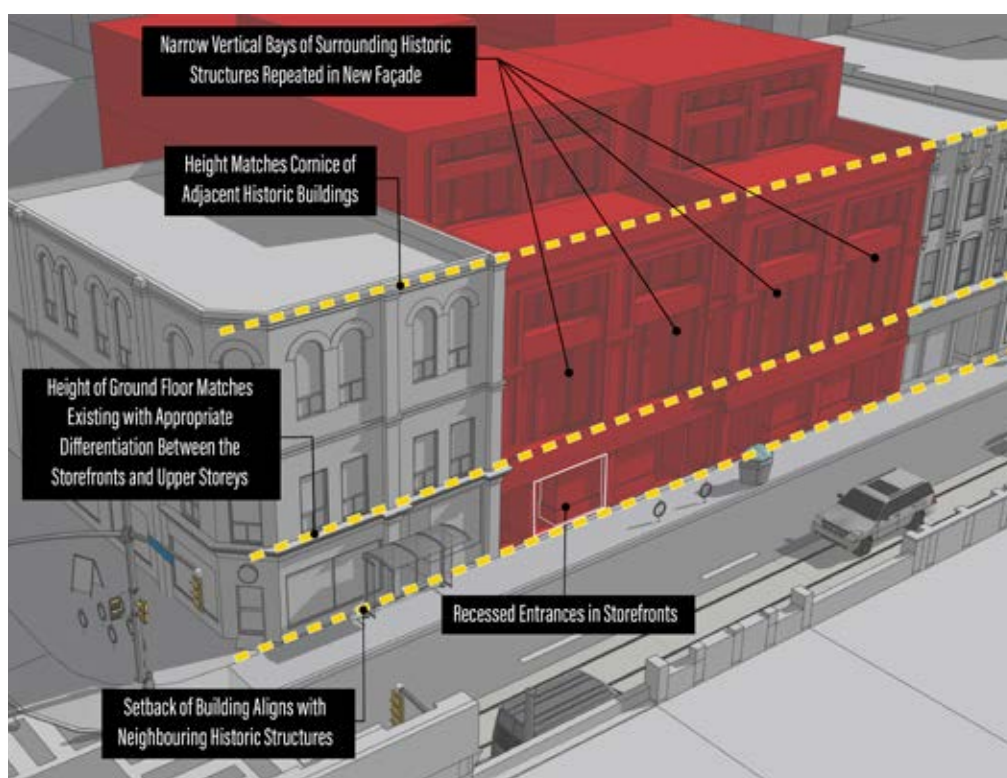 Narrow Vertical Bays of Surrounding Historic
Structures Repeated in New Façade
Height Matches Cornice of
Adjacent Historic Buildings
Height of Ground Floor Matches
Existing with Appropriate
Differentiation Between the
Storefronts and Upper Storeys
Recessed Entrances in Storefronts
Setback of Building Aligns with
Neighbouring Historic Structures